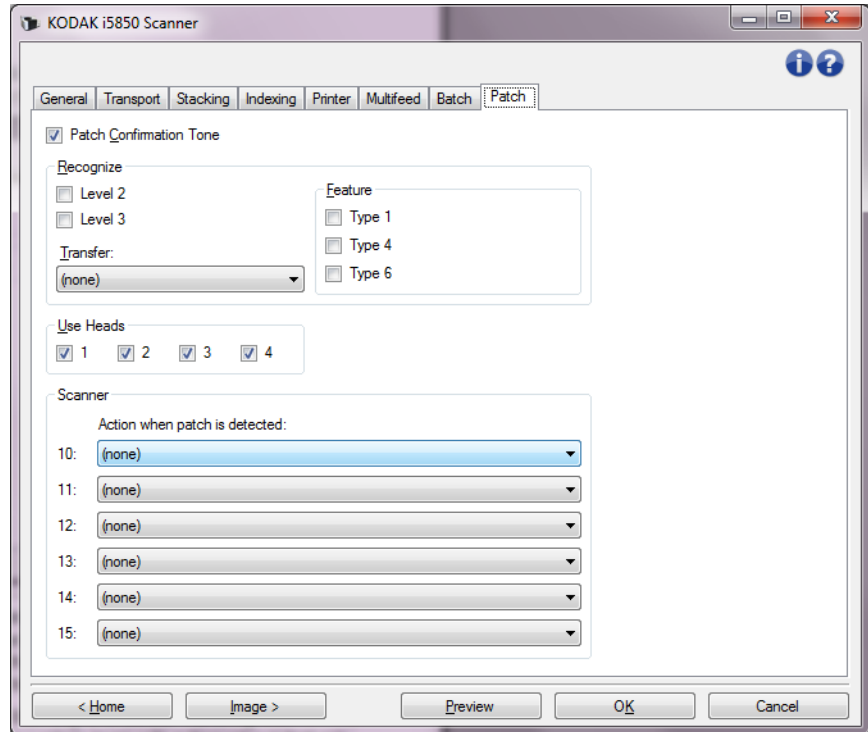 KODAK i5850 Scanner
General Transport Stacking Indexing Printer Multifeed Batch Patch
Patch Confirmation Tone
Recognize
Level 2
Level 3
Transfer:
(none)
Feature
Type 1
Type 4
Type 6
Use Heads
1 2 3 4
Scanner
Action when patch is detected:
10: (none)
11: (none)
12: (none)
13: (none)
14: (none)
15: (none)
< Home Image > Preview OK Cancel